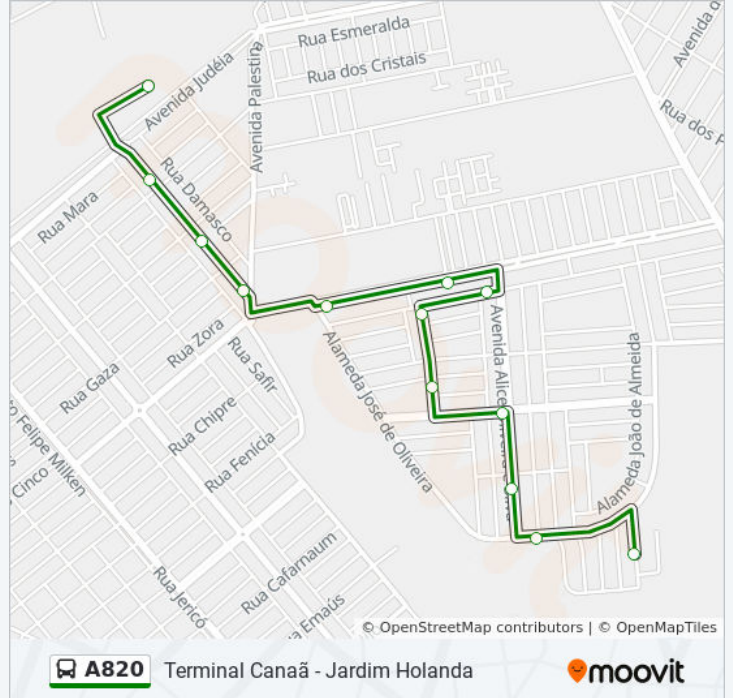 Rua Esmeralda
Avenida Judéia
Rua dos Cristais
Avenida Palestina
Avenida d
Rua dos F
Rua Damasco
Rua Mara
Rua Zora
Rua Safir
Rua Gaza
Alameda José de Oliveira
Avenida Alice
Alameda João de Almeida
Rua Chipre
Rua Fenícia
o Felipe Milken
Cinco
Rua Cafarnaum
Rua Jericó
a Emaús
© OpenStreetMap contributors | © OpenMapTiles
A820 Terminal Canaã - Jardim Holanda
moovit